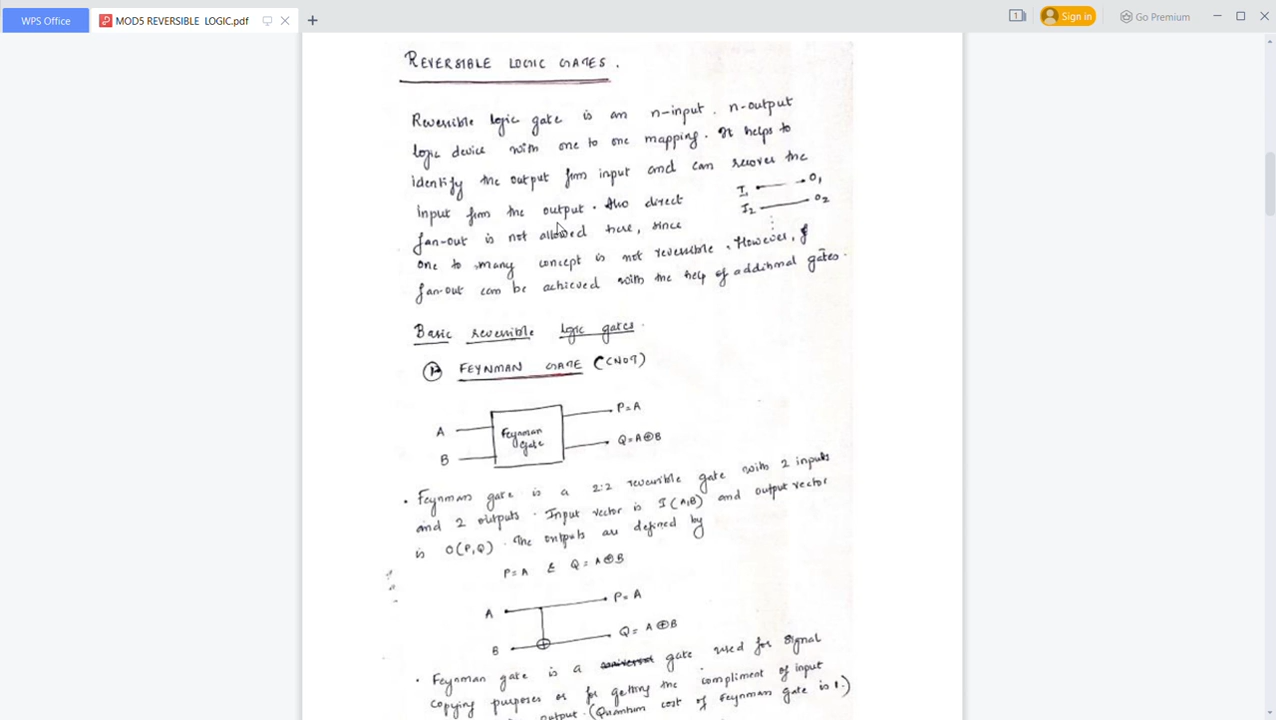 WPS Office
MOD5 REVERSIBLE LOGIC.pdf
1
Sign in
Go Premium
REVERSIBLE LOGIC GATES.
Reversible logic gate is an n-input. n-output
logic device with one to one mapping. It helps to
identify the output from input and can recover the
input from the output. Also direct
I1 O1
I2 O2
fan-out is not allowed here, since
one to many concept is not reversible. However,
fan-out can be achieved with the help of additional gates.
Basic reversible logic gates.
FEYNMAN GATE (CNOT)
A
B
Feynman
Gate
P=A
Q=A⊕B
• Feynman gate is a 2:2 reversible gate with 2 inputs
and 2 outputs. Input vector is I(A,B) and output vector
is O(P,Q). The outputs are defined by
P=A & Q=A⊕B
A
P=A
B
Q= A⊕B
• Feynman gate is a gate used for signal
copying purposes or for getting the compliment of input
output. (Quantum cost of Feynman gate is 1.)